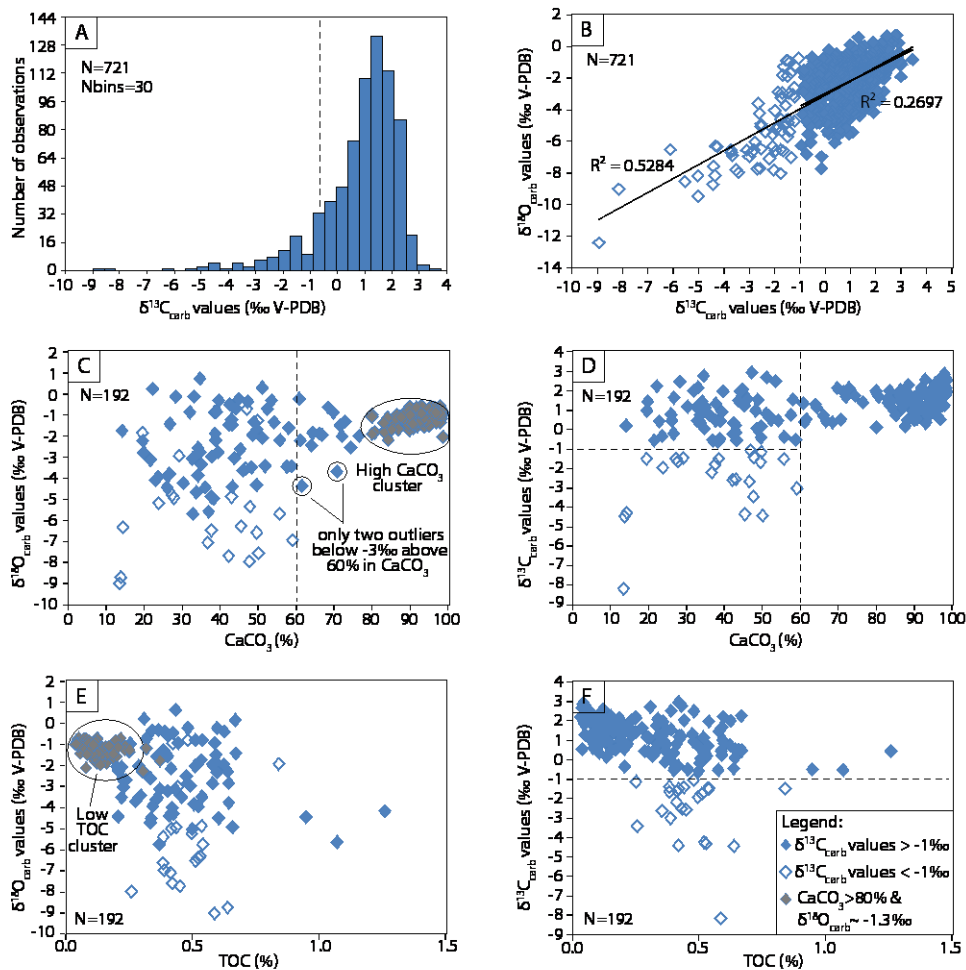 A
N=721
Nbins=30
Number of observations
144
128
112
96
80
64
48
32
16
0
-10 -9 -8 -7 -6 -5 -4 -3 -2 -1 0 1 2 3 4
δ¹³Ccarb values (‰ V-PDB)
B
N=721
R² = 0.2697
R² = 0.5284
δ¹⁸Ocarb values (‰ V-PDB)
2
0
-2
-4
-6
-8
-10
-12
-14
-10 -9 -8 -7 -6 -5 -4 -3 -2 -1 0 1 2 3 4 5
δ¹³Ccarb values (‰ V-PDB)
C
N=192
High CaCO₃
cluster
only two outliers
below -3‰ above
60% in CaCO₃
δ¹⁸Ocarb values (‰ V-PDB)
2
1
0
-1
-2
-3
-4
-5
-6
-7
-8
-9
-10
0 10 20 30 40 50 60 70 80 90 100
CaCO₃ (%)
D
N=192
δ¹³Ccarb values (‰ V-PDB)
4
3
2
1
0
-1
-2
-3
-4
-5
-6
-7
-8
-9
0 10 20 30 40 50 60 70 80 90 100
CaCO₃ (%)
E
Low
TOC
cluster
N=192
δ¹⁸Ocarb values (‰ V-PDB)
2
1
0
-1
-2
-3
-4
-5
-6
-7
-8
-9
-10
0.0 0.5 1.0 1.5
TOC (%)
F
N=192
δ¹³Ccarb values (‰ V-PDB)
4
3
2
1
0
-1
-2
-3
-4
-5
-6
-7
-8
-9
0.0 0.5 1.0 1.5
TOC (%)
Legend:
δ¹³Ccarb values > -1‰
δ¹³Ccarb values < -1‰
CaCO₃>80% &
δ¹⁸Ocarb~ -1.3‰